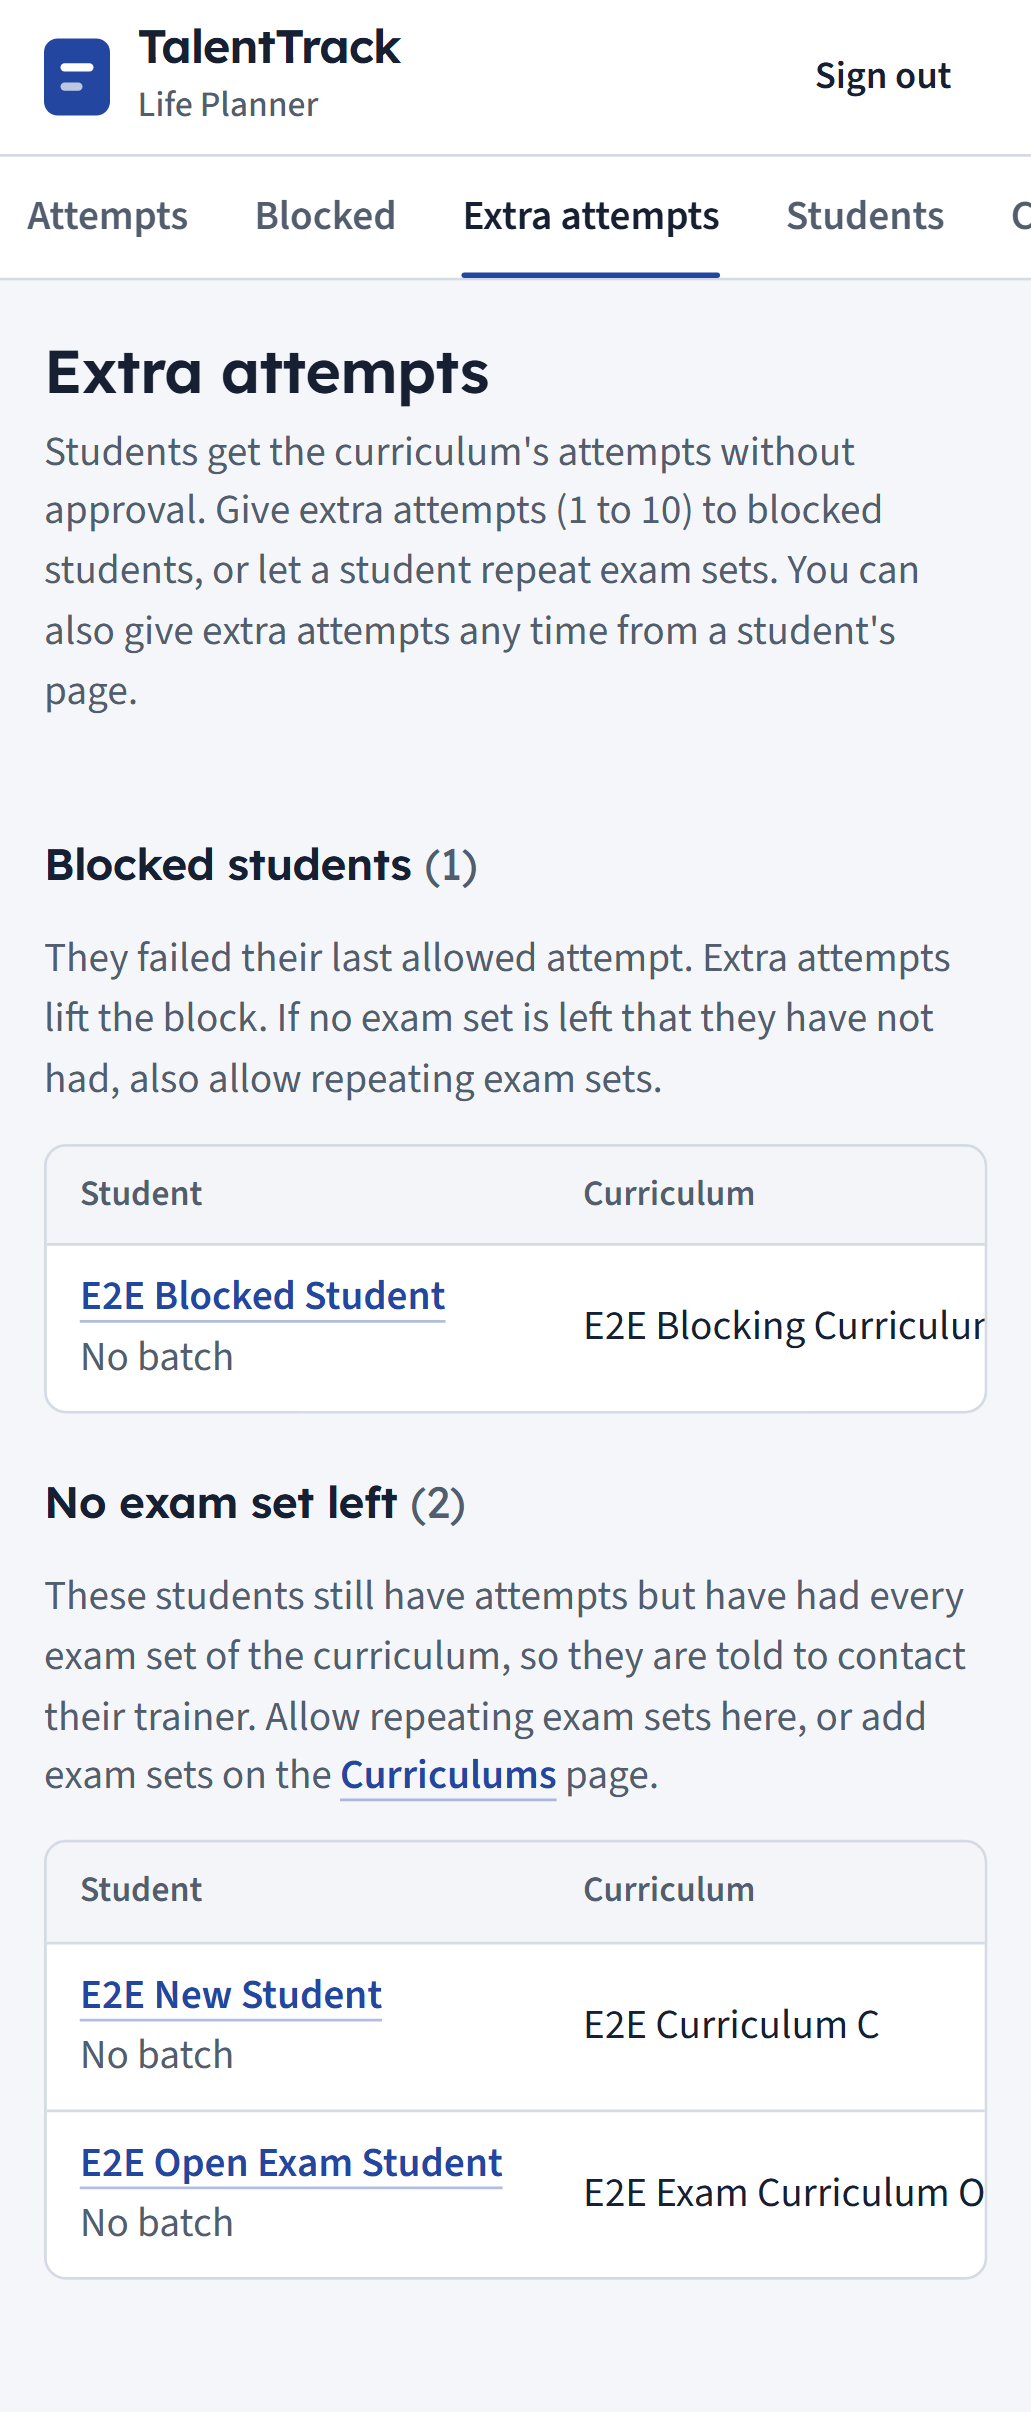 TalentTrack
Life Planner
Sign out
Attempts Blocked Extra attempts Students
Extra attempts
Students get the curriculum's attempts without
approval. Give extra attempts (1 to 10) to blocked
students, or let a student repeat exam sets. You can
also give extra attempts any time from a student's
page.
Blocked students (1)
They failed their last allowed attempt. Extra attempts
lift the block. If no exam set is left that they have not
had, also allow repeating exam sets.
Student Curriculum
E2E Blocked Student
No batch
E2E Blocking
No exam set left (2)
These students still have attempts but have had every
exam set of the curriculum, so they are told to contact
their trainer. Allow repeating exam sets here, or add
exam sets on the Curriculums page.
Student Curriculum
E2E New Student
No batch
E2E Curriculum C
E2E Open Exam Student
No batch
E2E Exam Curriculum